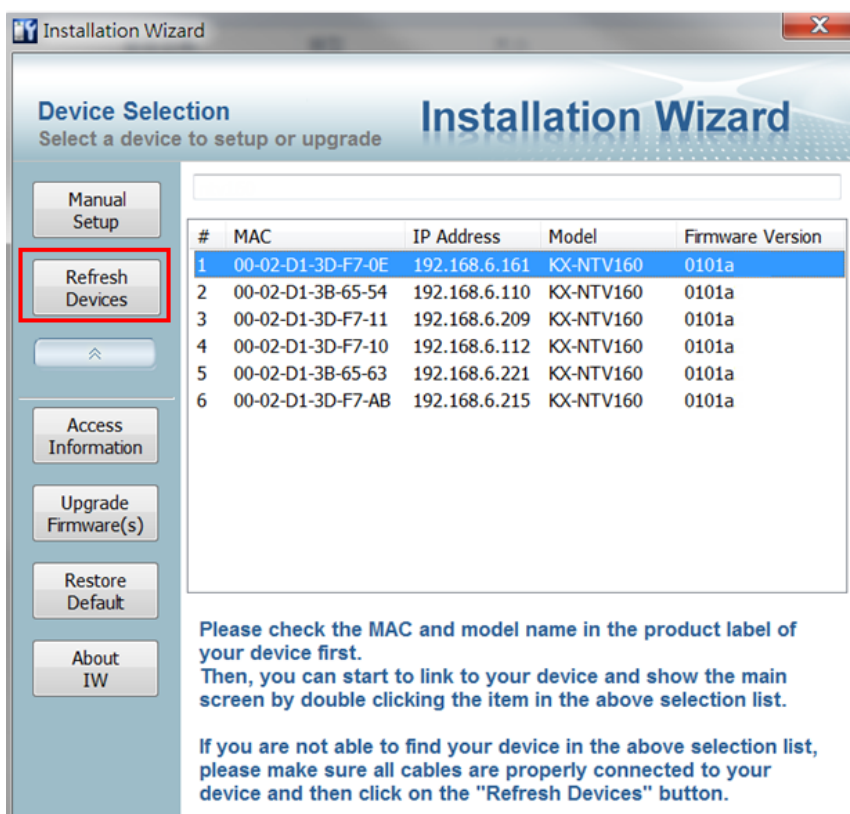 Installation Wizard
Device Selection
Select a device to setup or upgrade
Installation Wizard
Manual
Setup
Refresh
Devices
Access
Information
Upgrade
Firmware(s)
Restore
Default
About
IW
# MAC IP Address Model Firmware Version
1 00-02-D1-3D-F7-0E 192.168.6.161 KX-NTV160 0101a
2 00-02-D1-3B-65-54 192.168.6.110 KX-NTV160 0101a
3 00-02-D1-3D-F7-11 192.168.6.209 KX-NTV160 0101a
4 00-02-D1-3D-F7-10 192.168.6.112 KX-NTV160 0101a
5 00-02-D1-3B-65-63 192.168.6.221 KX-NTV160 0101a
6 00-02-D1-3D-F7-AB 192.168.6.215 KX-NTV160 0101a
Please check the MAC and model name in the product label of
your device first.
Then, you can start to link to your device and show the main
screen by double clicking the item in the above selection list.
If you are not able to find your device in the above selection list,
please make sure all cables are properly connected to your
device and then click on the "Refresh Devices" button.